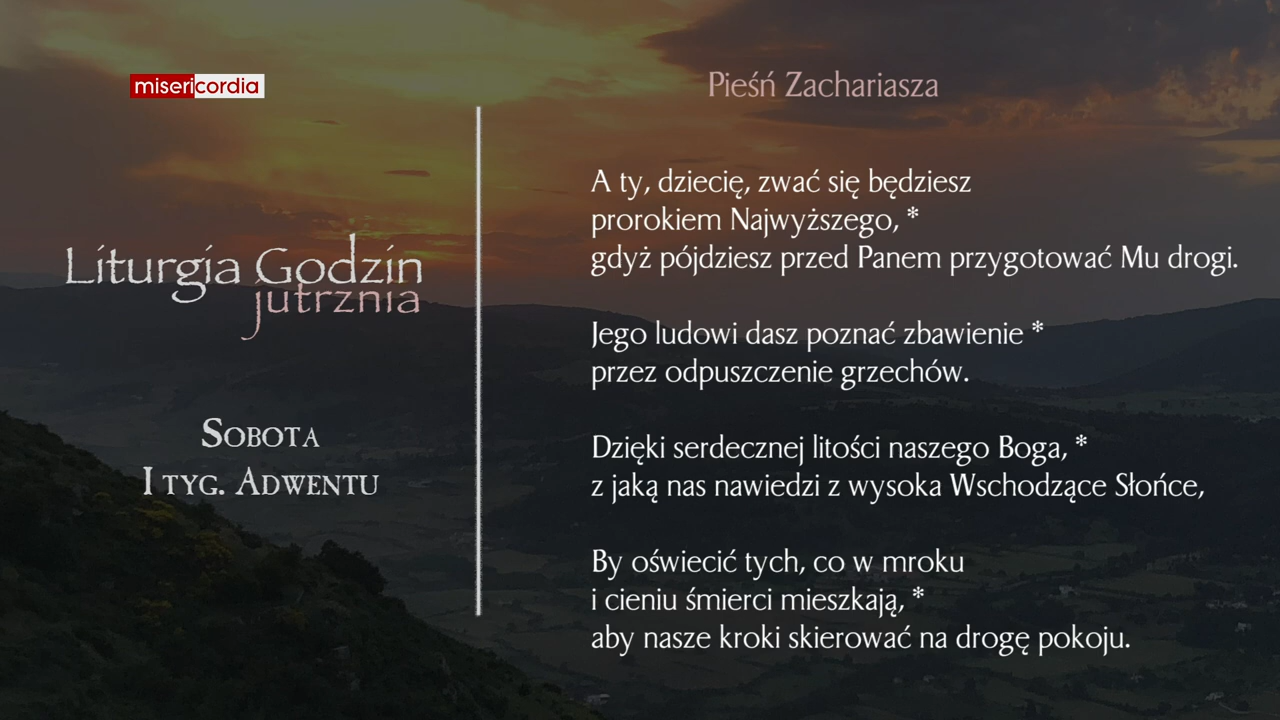 misericordia
Liturgia Godzin
jutrznia
Sobota
I tyg. Adwentu
Pieśń Zachariasza
A ty, dziecię, zwać się będziesz
prorokiem Najwyższego, *
gdyż pójdziesz przed Panem przygotować Mu drogi.
Jego ludowi dasz poznać zbawienie *
przez odpuszczenie grzechów.
Dzięki serdecznej litości naszego Boga, *
z jaką nas nawiedzi z wysoka Wschodzące Słońce,
By oświecić tych, co w mroku
i cieniu śmierci mieszkają, *
aby nasze kroki skierować na drogę pokoju.